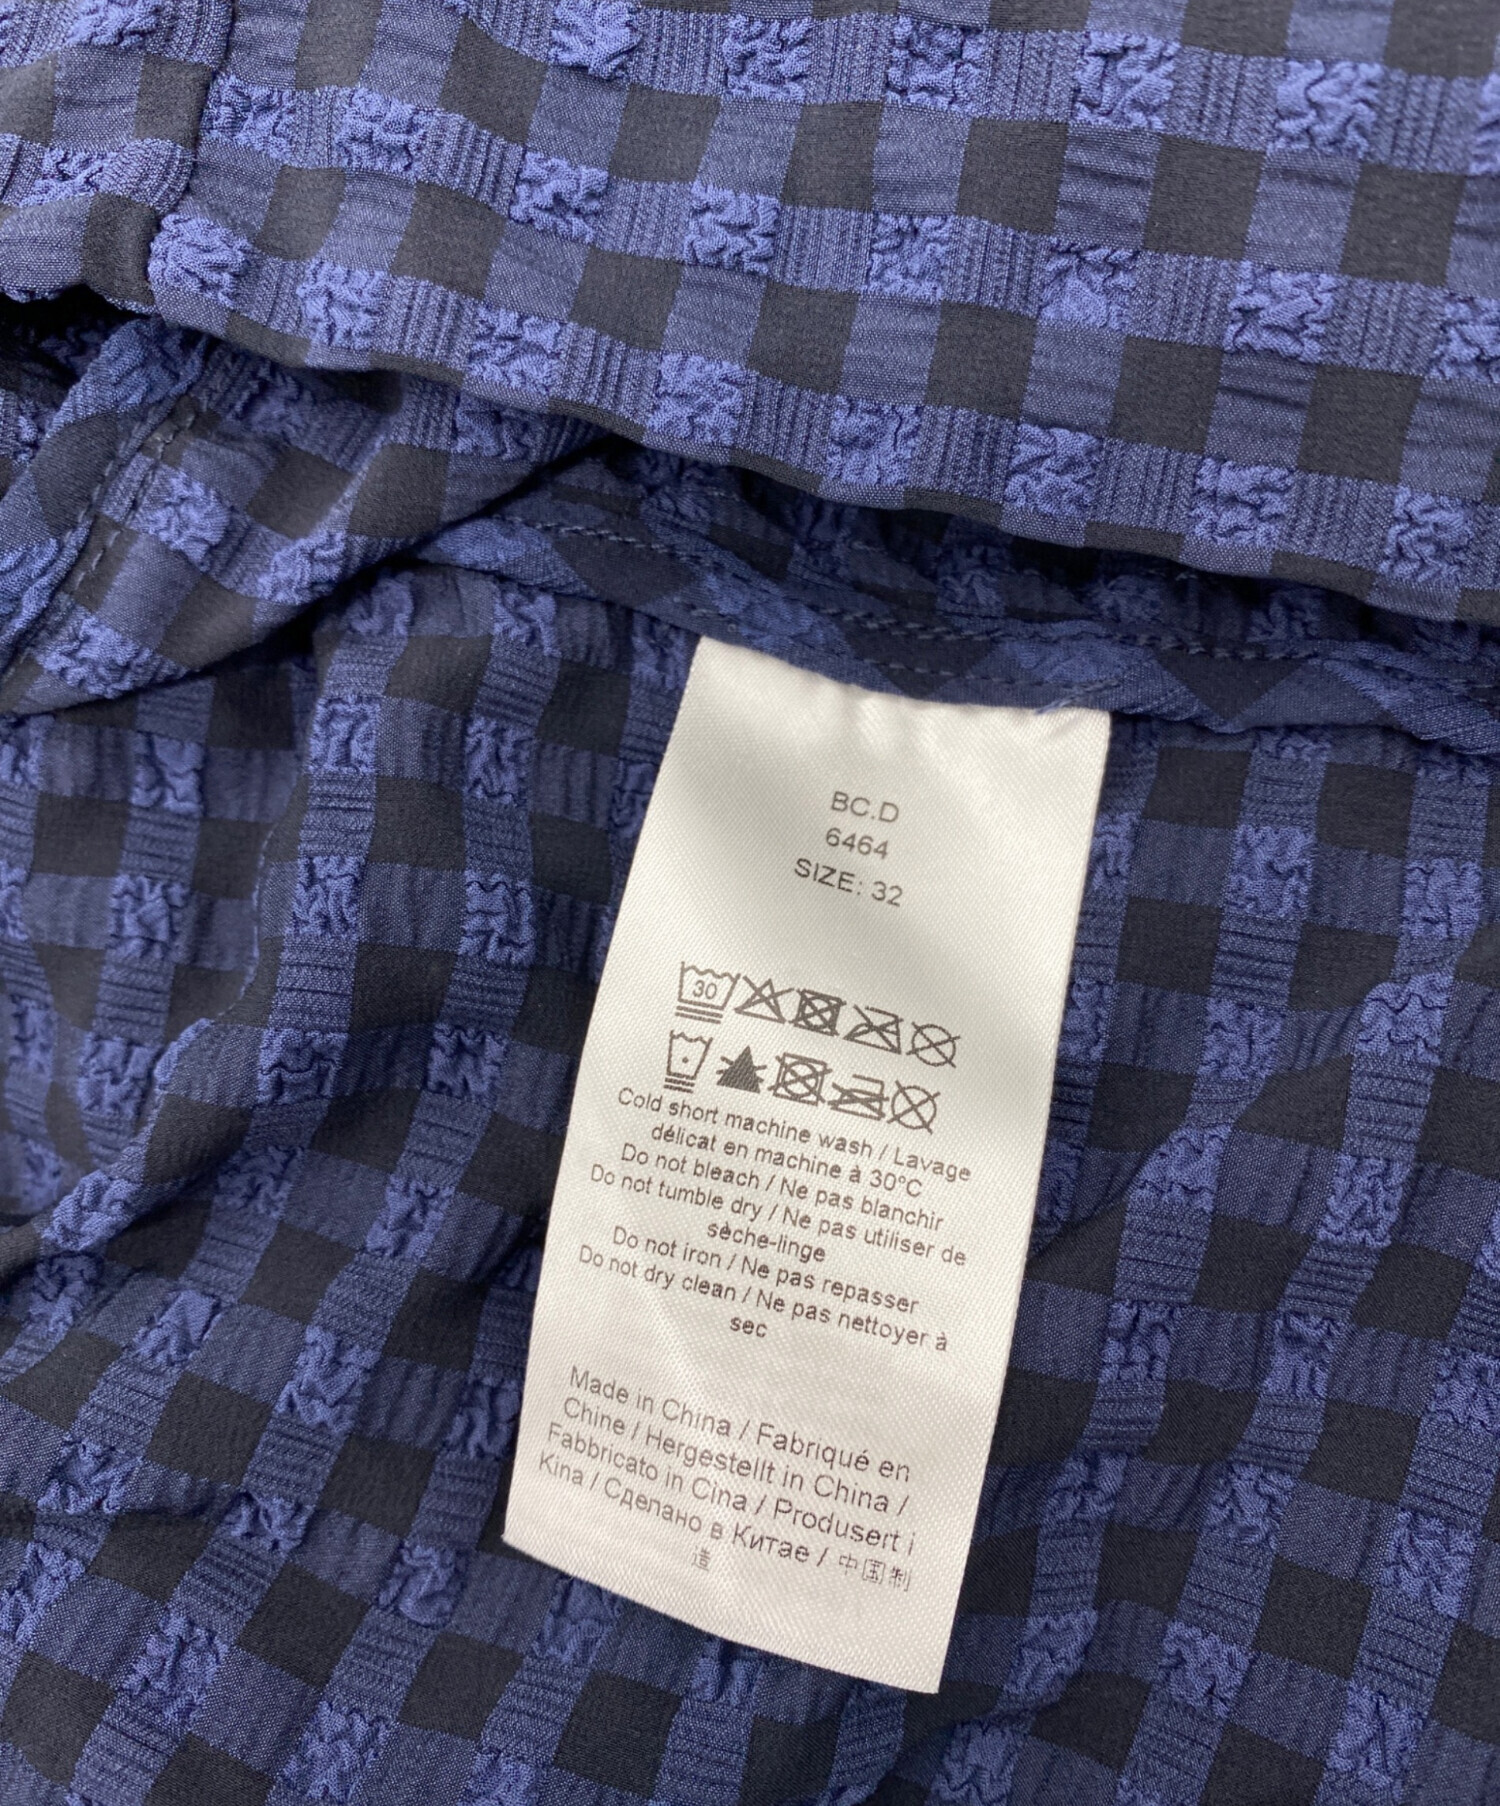 BC.D
6464
SIZE: 32
30
Cold short machine wash / Lavage
délicat en machine à 30°C
Do not bleach / Ne pas blanchir
Do not tumble dry / Ne pas utiliser de
sèche-linge
Do not iron / Ne pas repasser
Do not dry clean / Ne pas nettoyer à
sec
Made in China / Fabriqué en
Chine / Hergestellt in China /
Fabbricato in Cina / Produsert i
Kina / Сделано в Китае / 中国制
造